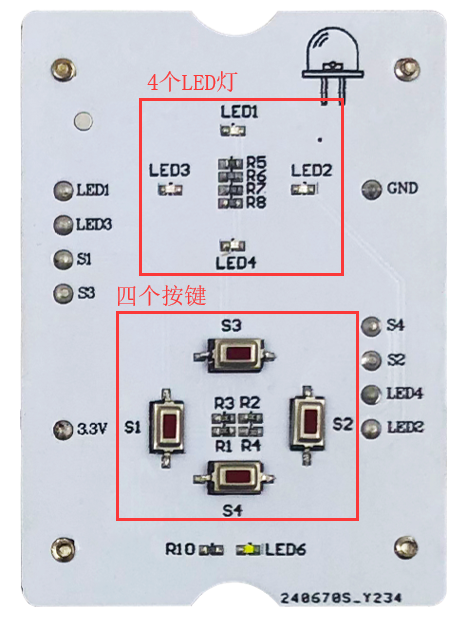 4个LED灯
LED1
R5
LED3
R6
LED2
R7
R8
LED4
LED1
LED3
S1
S3
GND
四个按键
S3
S4
S2
LED4
LED2
S1
R3 R2
R1 R4
S2
3.3V
S4
R10
LED6
240670S_Y234